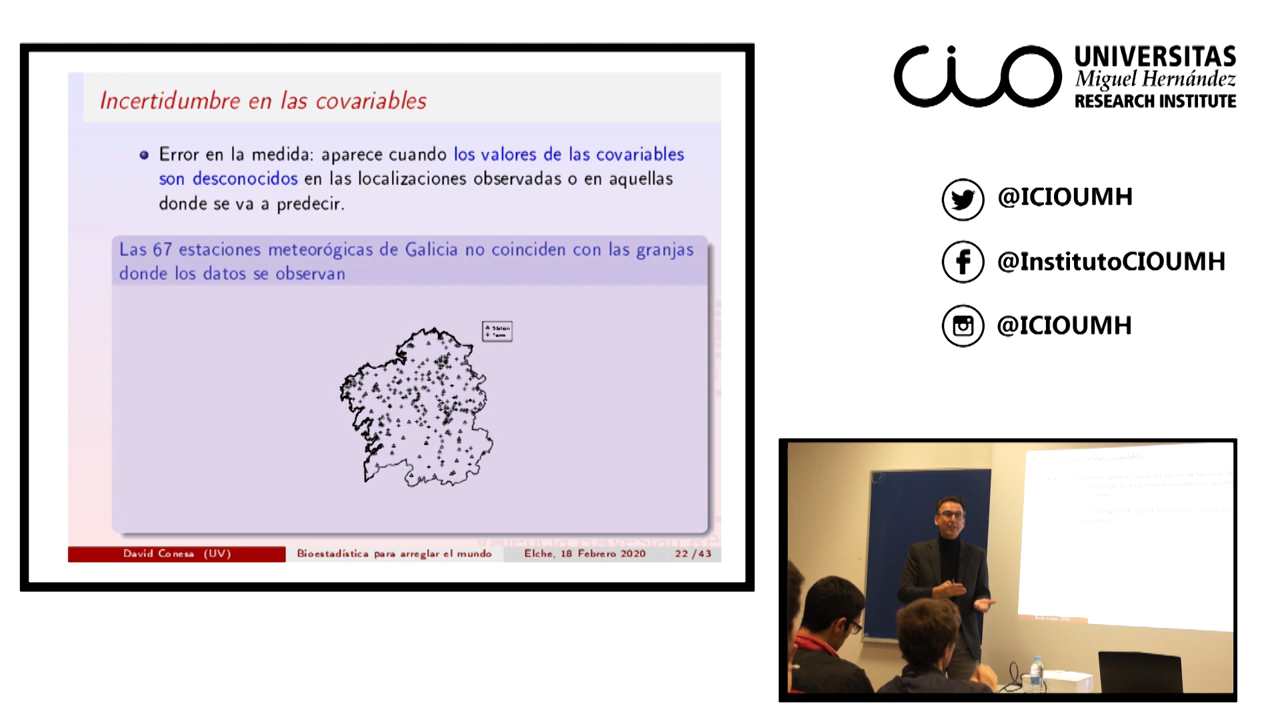 Incertidumbre en las covariables
Error en la medida: aparece cuando los valores de las covariables
son desconocidos en las localizaciones observadas o en aquellas
donde se va a predecir.
Las 67 estaciones meteorógicas de Galicia no coinciden con las granjas
donde los datos se observan
David Conesa (UV)
Bioestadística para arreglar el mundo
Elche, 18 Febrero 2020
22 / 43
cio
UNIVERSITAS
Miguel Hernández
RESEARCH INSTITUTE
@ICIOUMH
@InstitutoCIOUMH
@ICIOUMH